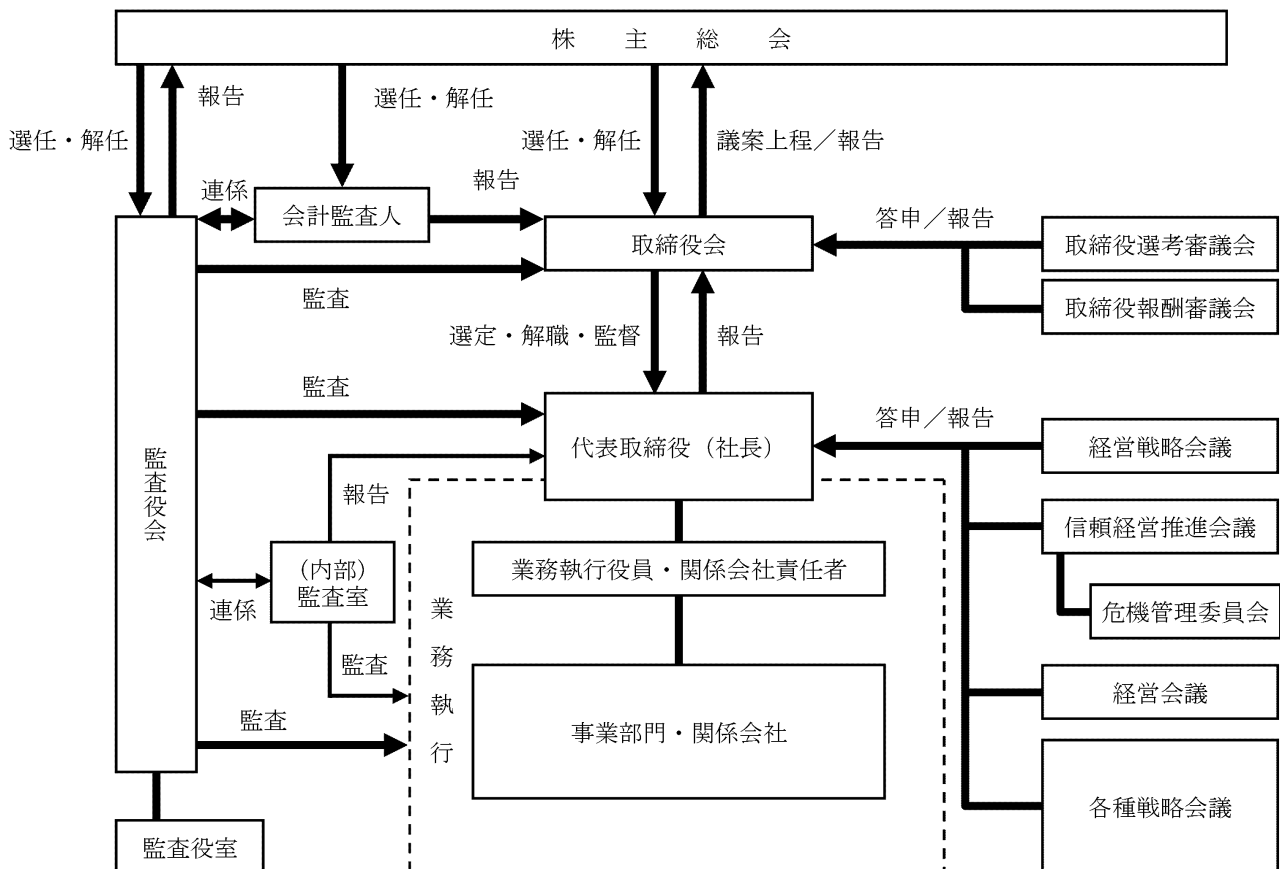 株主総会
報告
選任・解任
選任・解任
選任・解任
議案上程／報告
連係
会計監査人
報告
取締役会
答申／報告
取締役選考審議会
取締役報酬審議会
監査
選定・解職・監督
報告
監査
代表取締役（社長）
答申／報告
経営戦略会議
監査役会
報告
信頼経営推進会議
（内部）
監査室
連係
業務執行役員・関係会社責任者
危機管理委員会
業務執行
監査
経営会議
監査
事業部門・関係会社
各種戦略会議
監査役室